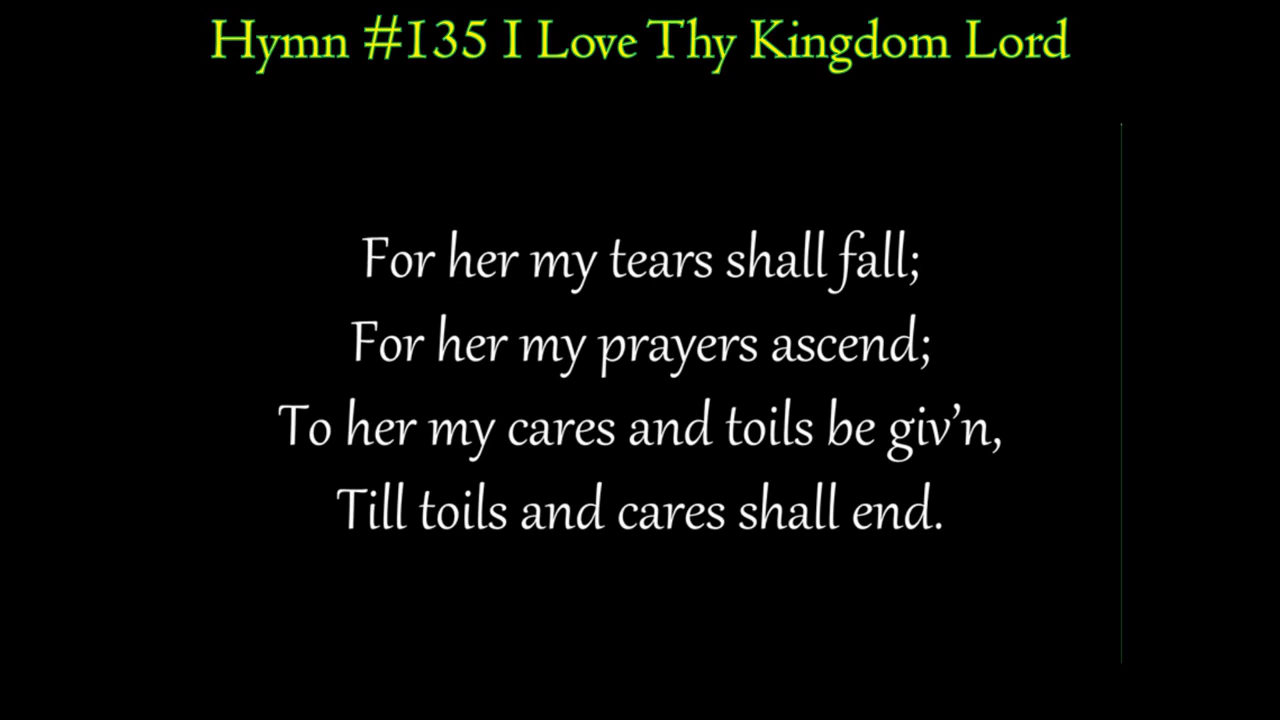 Hymn #135 I Love Thy Kingdom Lord
For her my tears shall fall;
For her my prayers ascend;
To her my cares and toils be giv’n,
Till toils and cares shall end.